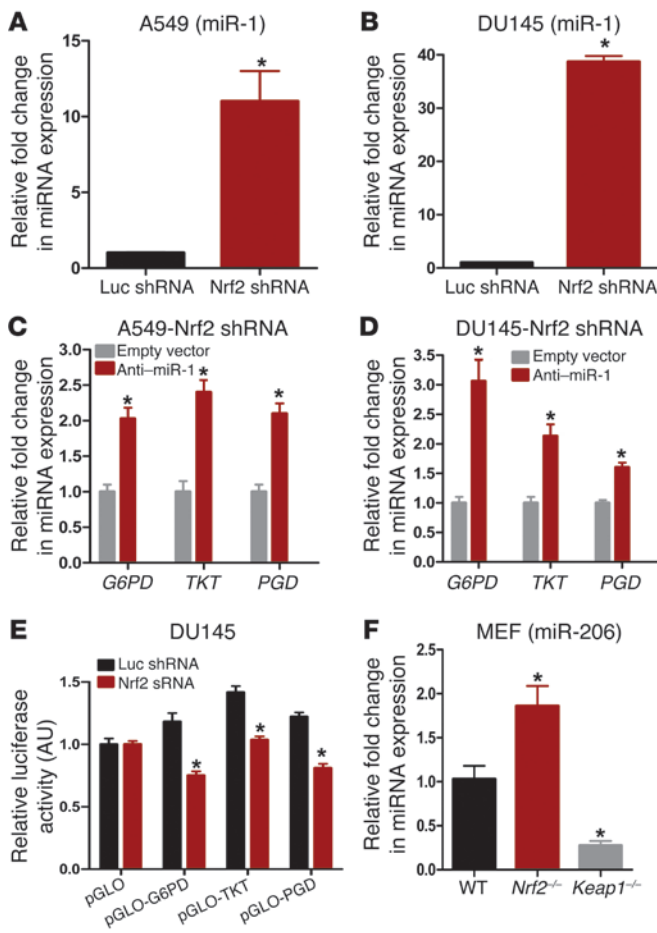 A
A549 (miR-1)
Relative fold change
in miRNA expression
15
10
5
0
*
Luc shRNA
Nrf2 shRNA
B
DU145 (miR-1)
Relative fold change
in miRNA expression
40
30
20
10
0
*
Luc shRNA
Nrf2 shRNA
C
A549-Nrf2 shRNA
Relative fold change
in miRNA expression
3.0
2.5
2.0
1.5
1.0
0.5
0.0
Empty vector
Anti–miR-1
*
*
*
G6PD
TKT
PGD
D
DU145-Nrf2 shRNA
Relative fold change
in miRNA expression
3.5
3.0
2.5
2.0
1.5
1.0
0.5
0.0
Empty vector
Anti–miR-1
*
*
*
G6PD
TKT
PGD
E
DU145
Relative luciferase
activity (AU)
1.5
1.0
0.5
0.0
Luc shRNA
Nrf2 sRNA
*
*
*
pGLO
pGLO-G6PD
pGLO-TKT
pGLO-PGD
F
MEF (miR-206)
Relative fold change
in miRNA expression
2.5
2.0
1.5
1.0
0.5
0.0
*
*
WT
Nrf2–/–
Keap1–/–